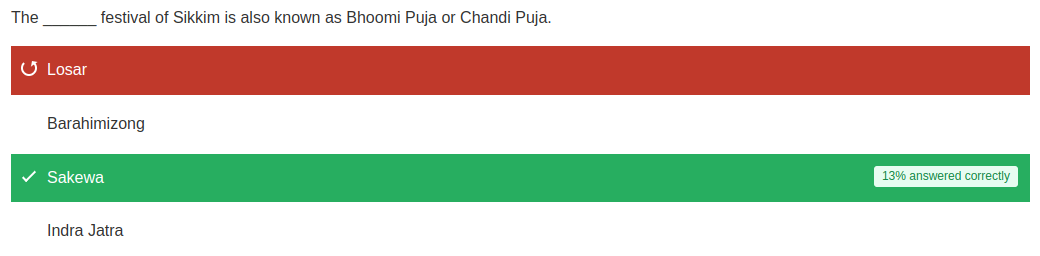 The ______ festival of Sikkim is also known as Bhoomi Puja or Chandi Puja.
Losar
Barahimizong
Sakewa 13% answered correctly
Indra Jatra